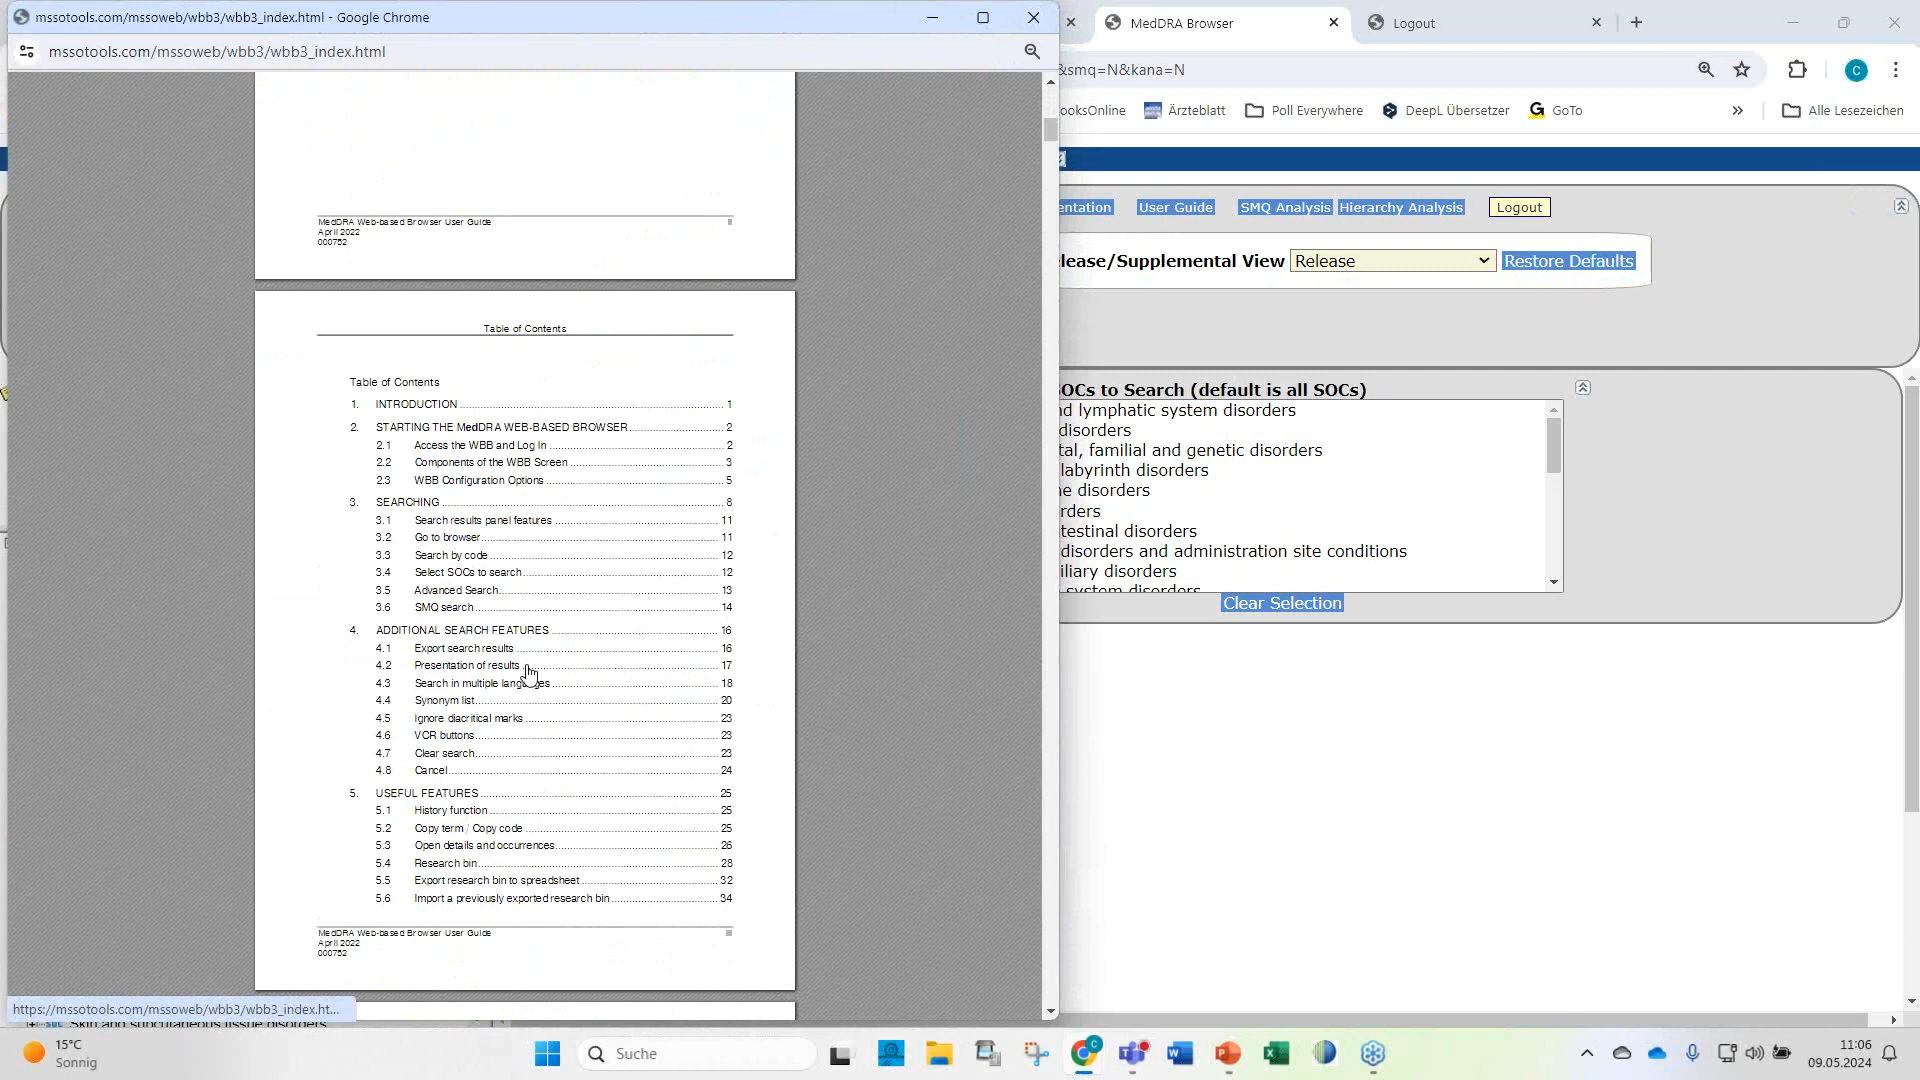 mssotools.com/mssoweb/wbb3/wbb3_index.html - Google Chrome
MedDRA Browser
Logout
mssotools.com/mssoweb/wbb3/wbb3_index.html
&smq=N&kana=N
C
ooksOnline
Ärzteblatt
Poll Everywhere
DeepL Übersetzer
GoTo
Alle Lesezeichen
entation
User Guide
SMQ Analysis
Hierarchy Analysis
Logout
lease/Supplemental View
Release
Restore Defaults
OCs to Search (default is all SOCs)
nd lymphatic system disorders
disorders
tal, familial and genetic disorders
labyrinth disorders
ne disorders
rders
testinal disorders
disorders and administration site conditions
iliary disorders
system disorders
Clear Selection
MedDRA Web-based Browser User Guide
April 2022
000752
ii
Table of Contents
Table of Contents
1. INTRODUCTION 1
2. STARTING THE MedDRA WEB-BASED BROWSER 2
2.1 Access the WBB and Log In 2
2.2 Components of the WBB Screen 3
2.3 WBB Configuration Options 5
3. SEARCHING 8
3.1 Search results panel features 11
3.2 Go to browser 11
3.3 Search by code 12
3.4 Select SOCs to search 12
3.5 Advanced Search 13
3.6 SMQ search 14
4. ADDITIONAL SEARCH FEATURES 16
4.1 Export search results 16
4.2 Presentation of results 17
4.3 Search in multiple languages 18
4.4 Synonym list 20
4.5 Ignore diacritical marks 23
4.6 VCR buttons 23
4.7 Clear search 23
4.8 Cancel 24
5. USEFUL FEATURES 25
5.1 History function 25
5.2 Copy term / Copy code 25
5.3 Open details and occurrences 26
5.4 Research bin 28
5.5 Export research bin to spreadsheet 32
5.6 Import a previously exported research bin 34
MedDRA Web-based Browser User Guide
April 2022
000752
iii
https://mssotools.com/mssoweb/wbb3/wbb3_index.ht...
Skin and subcutaneous tissue disorders
15°C
Sonnig
Suche
11:06
09.05.2024